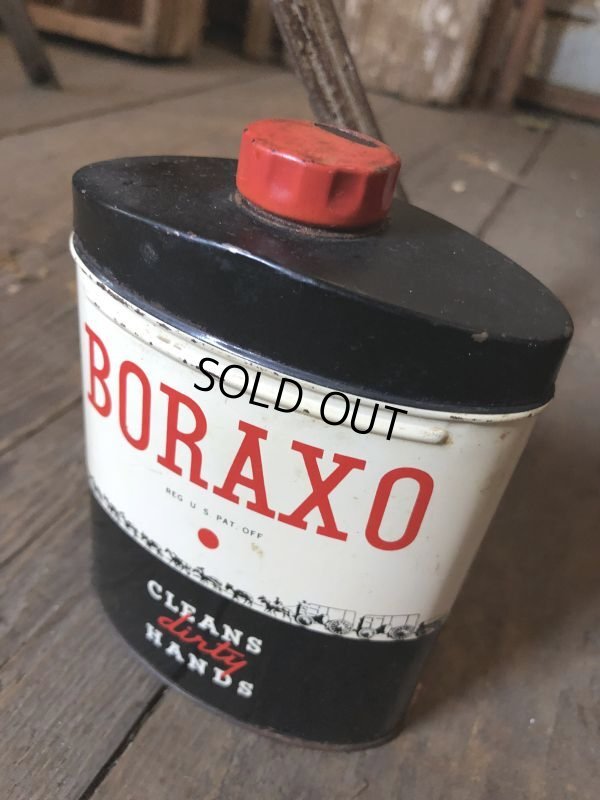 SOLD OUT
BORAXO
REG. U. S. PAT. OFF.
CLEANS
dirty
HANDS